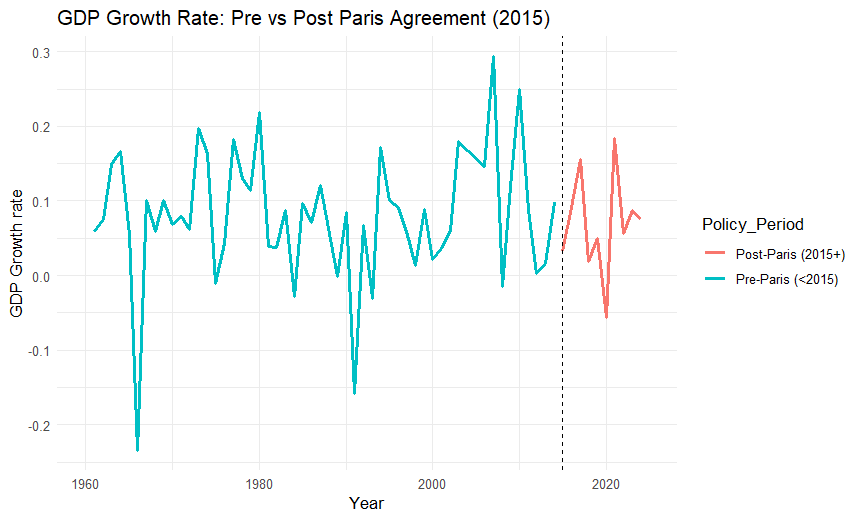 GDP Growth Rate: Pre vs Post Paris Agreement (2015)
0.3
0.2
0.1
0.0
-0.1
-0.2
GDP Growth rate
1960
1980
2000
2020
Year
Policy_Period
Post-Paris (2015+)
Pre-Paris (<2015)